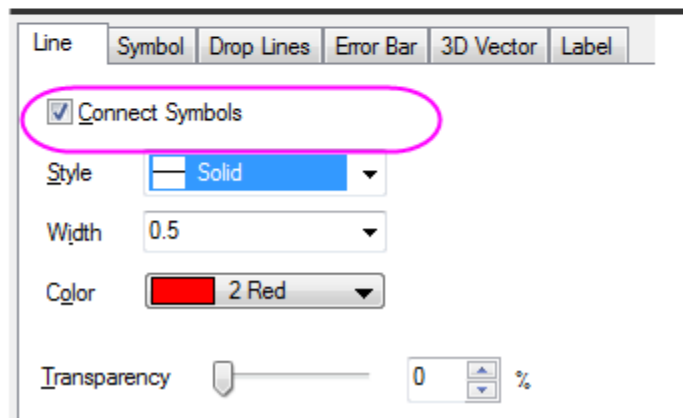 Line Symbol Drop Lines Error Bar 3D Vector Label
Connect Symbols
Style Solid
Width 0.5
Color 2 Red
Transparency 0 %